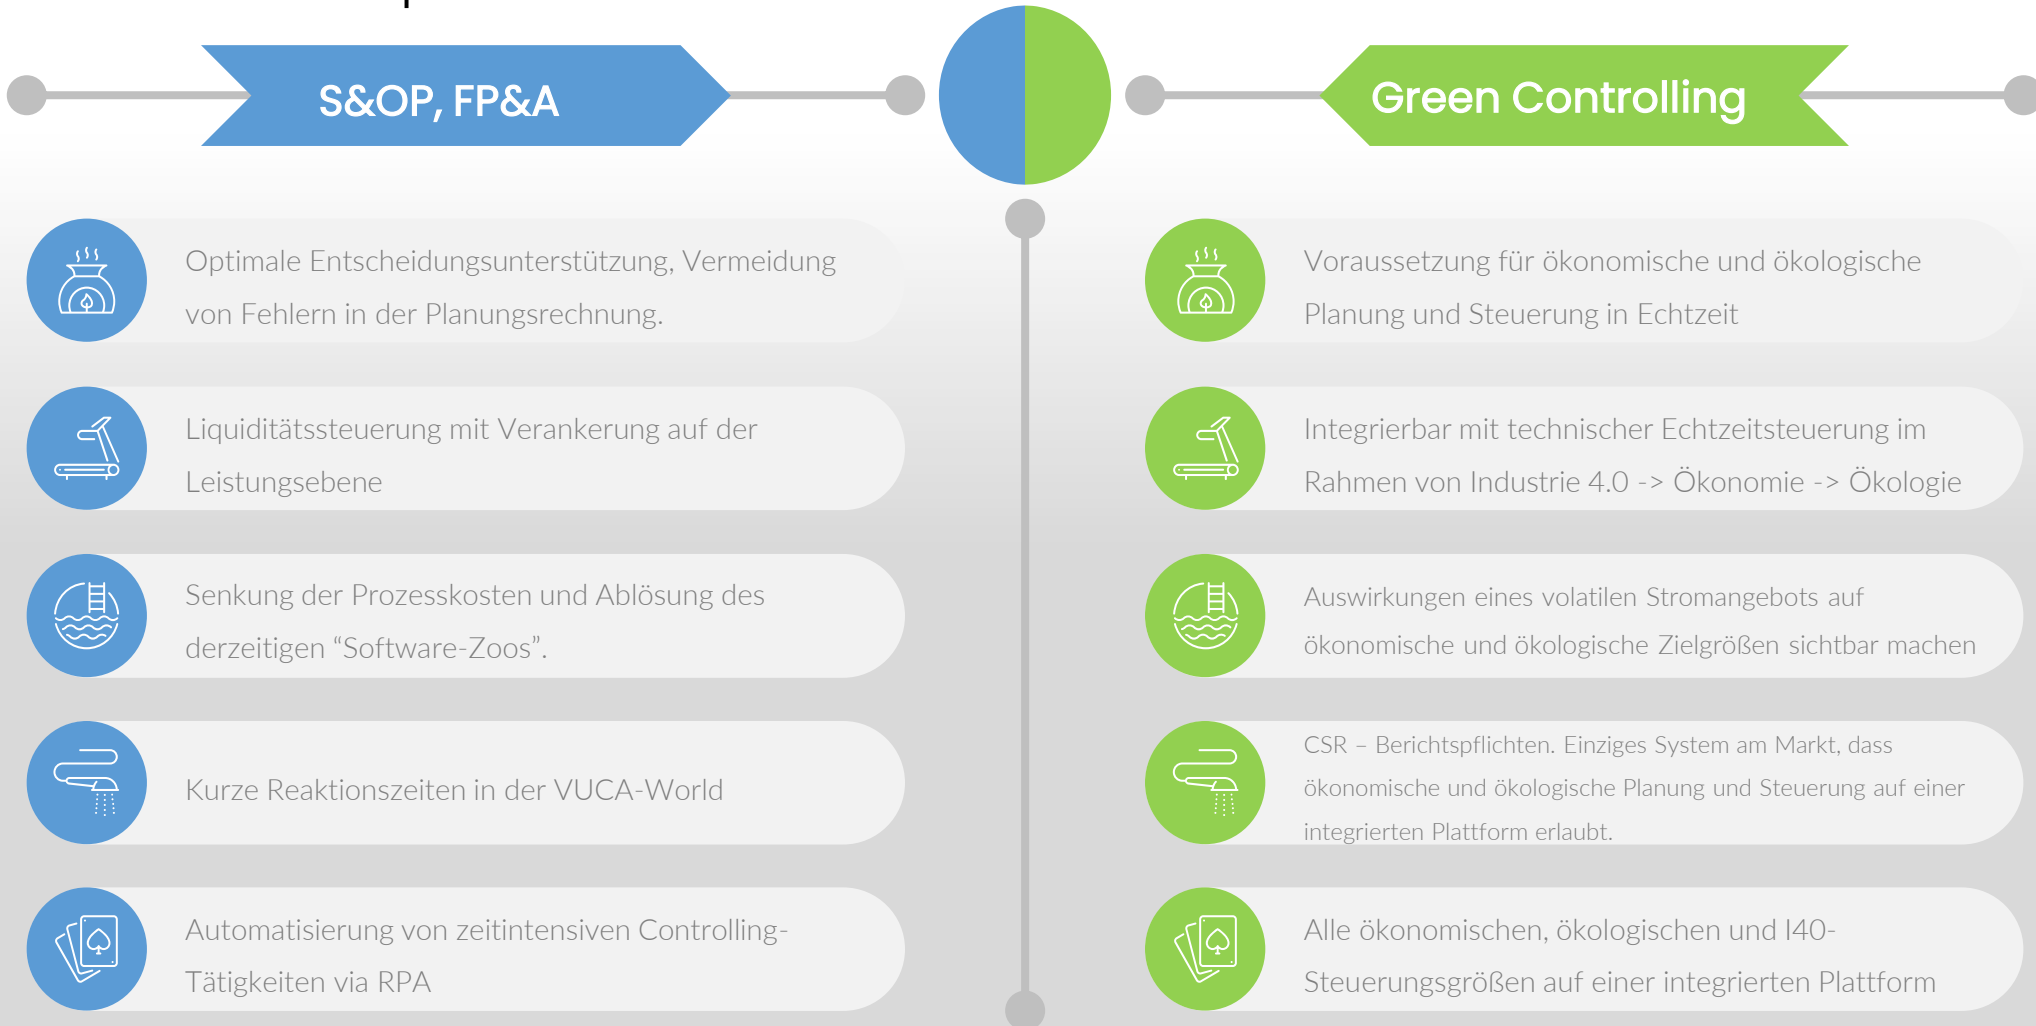 S&OP, FP&A
Optimale Entscheidungsunterstützung, Vermeidung
von Fehlern in der Planungsrechnung.
Liquiditätssteuerung mit Verankerung auf der
Leistungsebene
Senkung der Prozesskosten und Ablösung des
derzeitigen “Software-Zoos”.
Kurze Reaktionszeiten in der VUCA-World
Automatisierung von zeitintensiven Controlling-
Tätigkeiten via RPA
Green Controlling
Voraussetzung für ökonomische und ökologische
Planung und Steuerung in Echtzeit
Integrierbar mit technischer Echtzeitsteuerung im
Rahmen von Industrie 4.0 -> Ökonomie -> Ökologie
Auswirkungen eines volatilen Stromangebots auf
ökonomische und ökologische Zielgrößen sichtbar machen
CSR – Berichtspflichten. Einziges System am Markt, dass
ökonomische und ökologische Planung und Steuerung auf einer
integrierten Plattform erlaubt.
Alle ökonomischen, ökologischen und I40-
Steuerungsgrößen auf einer integrierten Plattform